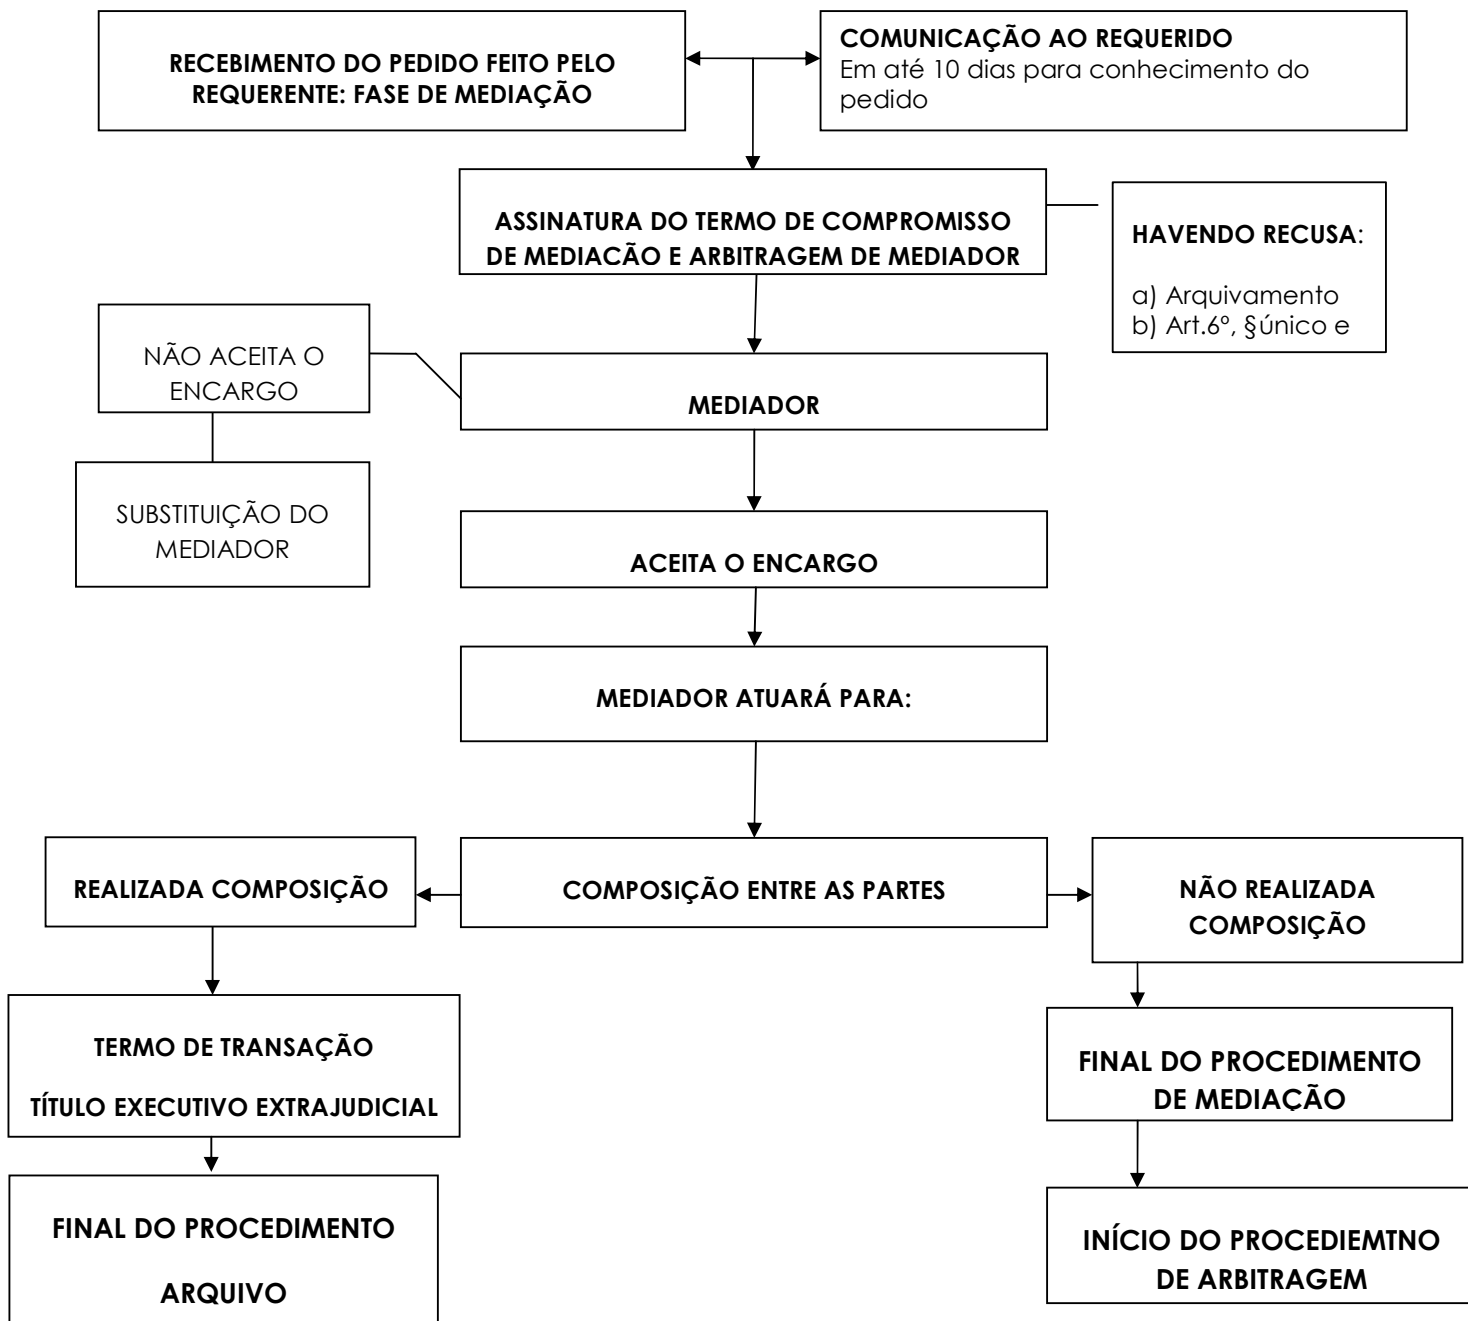 RECEBIMENTO DO PEDIDO FEITO PELO
REQUERENTE: FASE DE MEDIAÇÃO
COMUNICAÇÃO AO REQUERIDO
Em até 10 dias para conhecimento do
pedido
ASSINATURA DO TERMO DE COMPROMISSO
DE MEDIACÃO E ARBITRAGEM DE MEDIADOR
HAVENDO RECUSA:
a) Arquivamento
b) Art.6º, §único e
NÃO ACEITA O
ENCARGO
MEDIADOR
SUBSTITUIÇÃO DO
MEDIADOR
ACEITA O ENCARGO
MEDIADOR ATUARÁ PARA:
REALIZADA COMPOSIÇÃO
COMPOSIÇÃO ENTRE AS PARTES
NÃO REALIZADA
COMPOSIÇÃO
TERMO DE TRANSAÇÃO
TÍTULO EXECUTIVO EXTRAJUDICIAL
FINAL DO PROCEDIMENTO
DE MEDIAÇÃO
FINAL DO PROCEDIMENTO
ARQUIVO
INÍCIO DO PROCEDIEMTNO
DE ARBITRAGEM